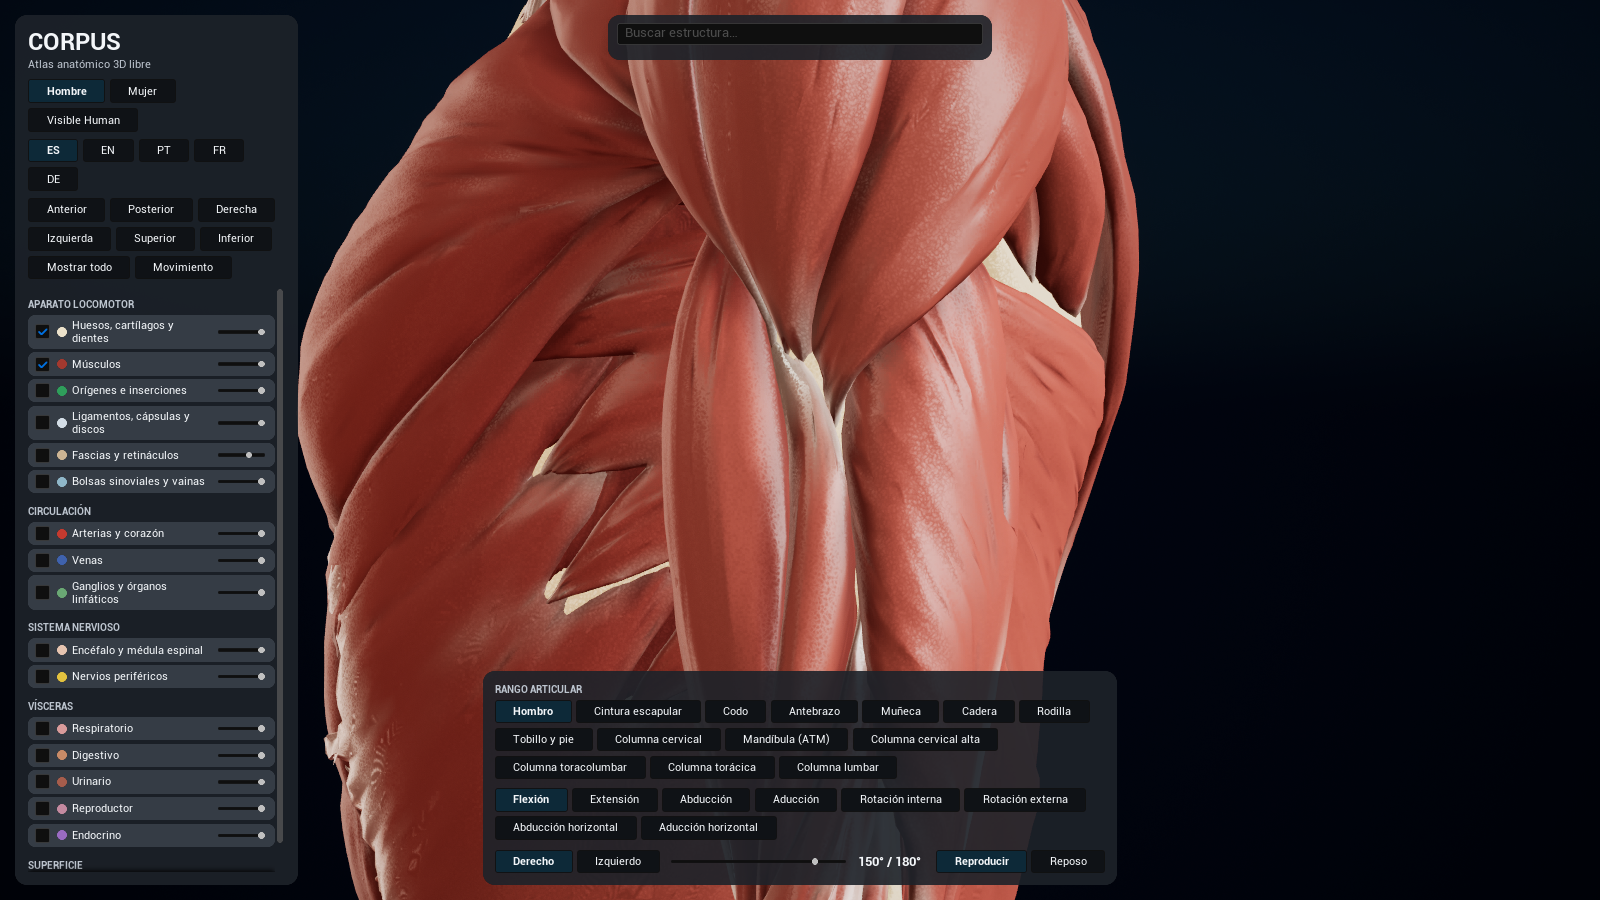 CORPUS
Atlas anatómico 3D libre
Hombre Mujer
Visible Human
ES EN PT FR
DE
Anterior Posterior Derecha
Izquierda Superior Inferior
Mostrar todo Movimiento
APARATO LOCOMOTOR
Huesos, cartílagos y
dientes
Músculos
Orígenes e inserciones
Ligamentos, cápsulas y
discos
Fascias y retináculos
Bolsas sinoviales y vainas
CIRCULACIÓN
Arterias y corazón
Venas
Ganglios y órganos
linfáticos
SISTEMA NERVIOSO
Encéfalo y médula espinal
Nervios periféricos
VÍSCERAS
Respiratorio
Digestivo
Urinario
Reproductor
Endocrino
SUPERFICIE
Buscar estructura...
RANGO ARTICULAR
Hombro Cintura escapular Codo Antebrazo Muñeca Cadera Rodilla
Tobillo y pie Columna cervical Mandíbula (ATM) Columna cervical alta
Columna toracolumbar Columna torácica Columna lumbar
Flexión Extensión Abducción Aducción Rotación interna Rotación externa
Abducción horizontal Aducción horizontal
Derecho Izquierdo 150° / 180° Reproducir Reposo